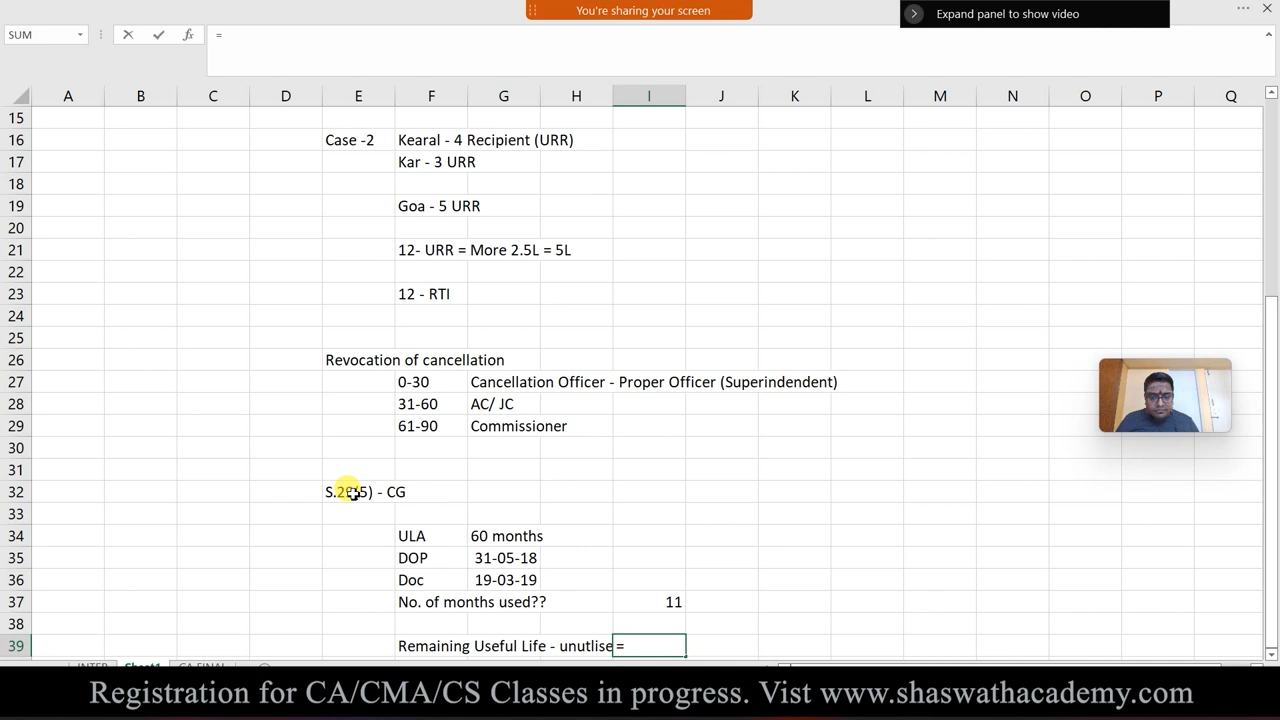 You're sharing your screen
Expand panel to show video
SUM
fx
=
A B C D E F G H I J K L M N O P Q
15
16 Case -2 Kearal - 4 Recipient (URR)
17 Kar - 3 URR
18
19 Goa - 5 URR
20
21 12- URR = More 2.5L = 5L
22
23 12 - RTI
24
25
26 Revocation of cancellation
27 0-30 Cancellation Officer - Proper Officer (Superindendent)
28 31-60 AC/ JC
29 61-90 Commissioner
30
31
32 - CG
33
34 ULA 60 months
35 DOP 31-05-18
36 Doc 19-03-19
37 No. of months used?? 11
38
39 Remaining Useful Life - unutlise =
INTER Sheet1 CA FINAL
Registration for CA/CMA/CS Classes in progress. Vist www.shaswathacademy.com